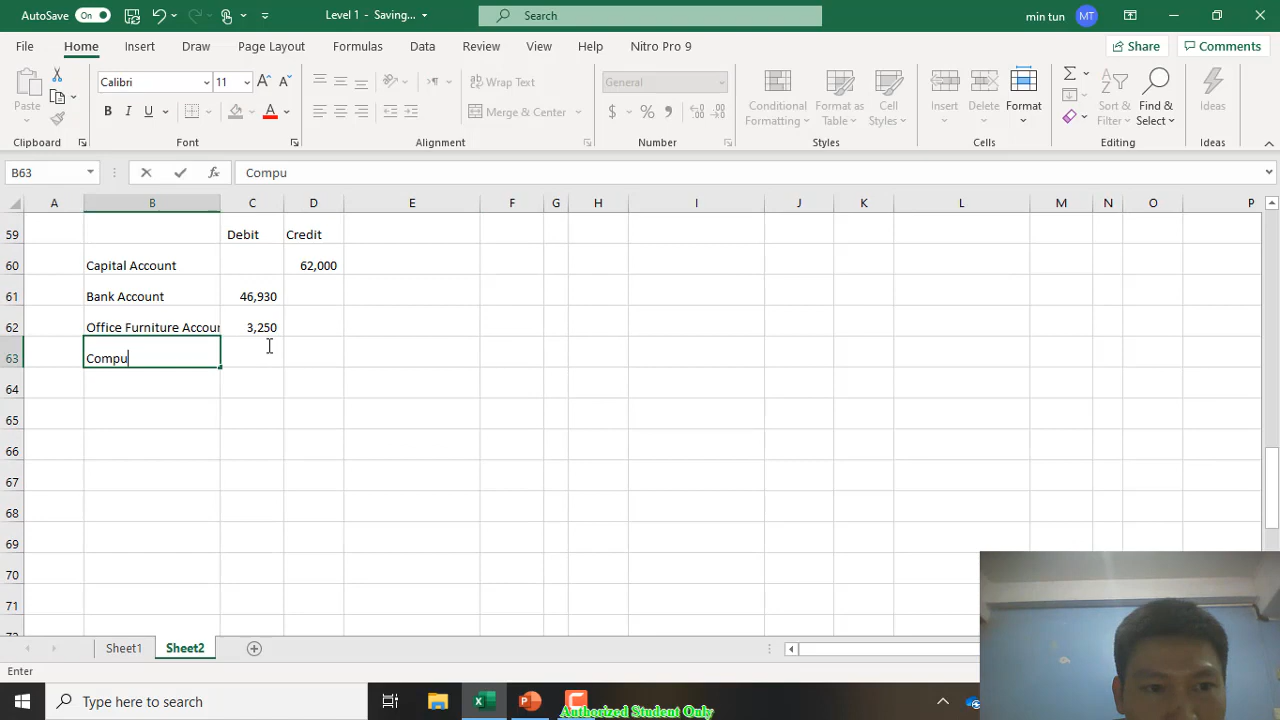 AutoSave On Level 1 - Saving... Search min tun MT
File Home Insert Draw Page Layout Formulas Data Review View Help Nitro Pro 9 Share Comments
Paste Calibri 11 Wrap Text General Conditional Formatting Format as Table Cell Styles Insert Delete Format Sort & Filter Find & Select Ideas
B I U A Merge & Center $ %
Clipboard Font Alignment Number Styles Cells Editing Ideas
B63 fx Compu
A B C D E F G H I J K L M N O P
59 Debit Credit
60 Capital Account 62,000
61 Bank Account 46,930
62 Office Furniture Accour 3,250
63 Compu
64
65
66
67
68
69
70
71
Sheet1 Sheet2
Enter
Type here to search
Authorized Student Only